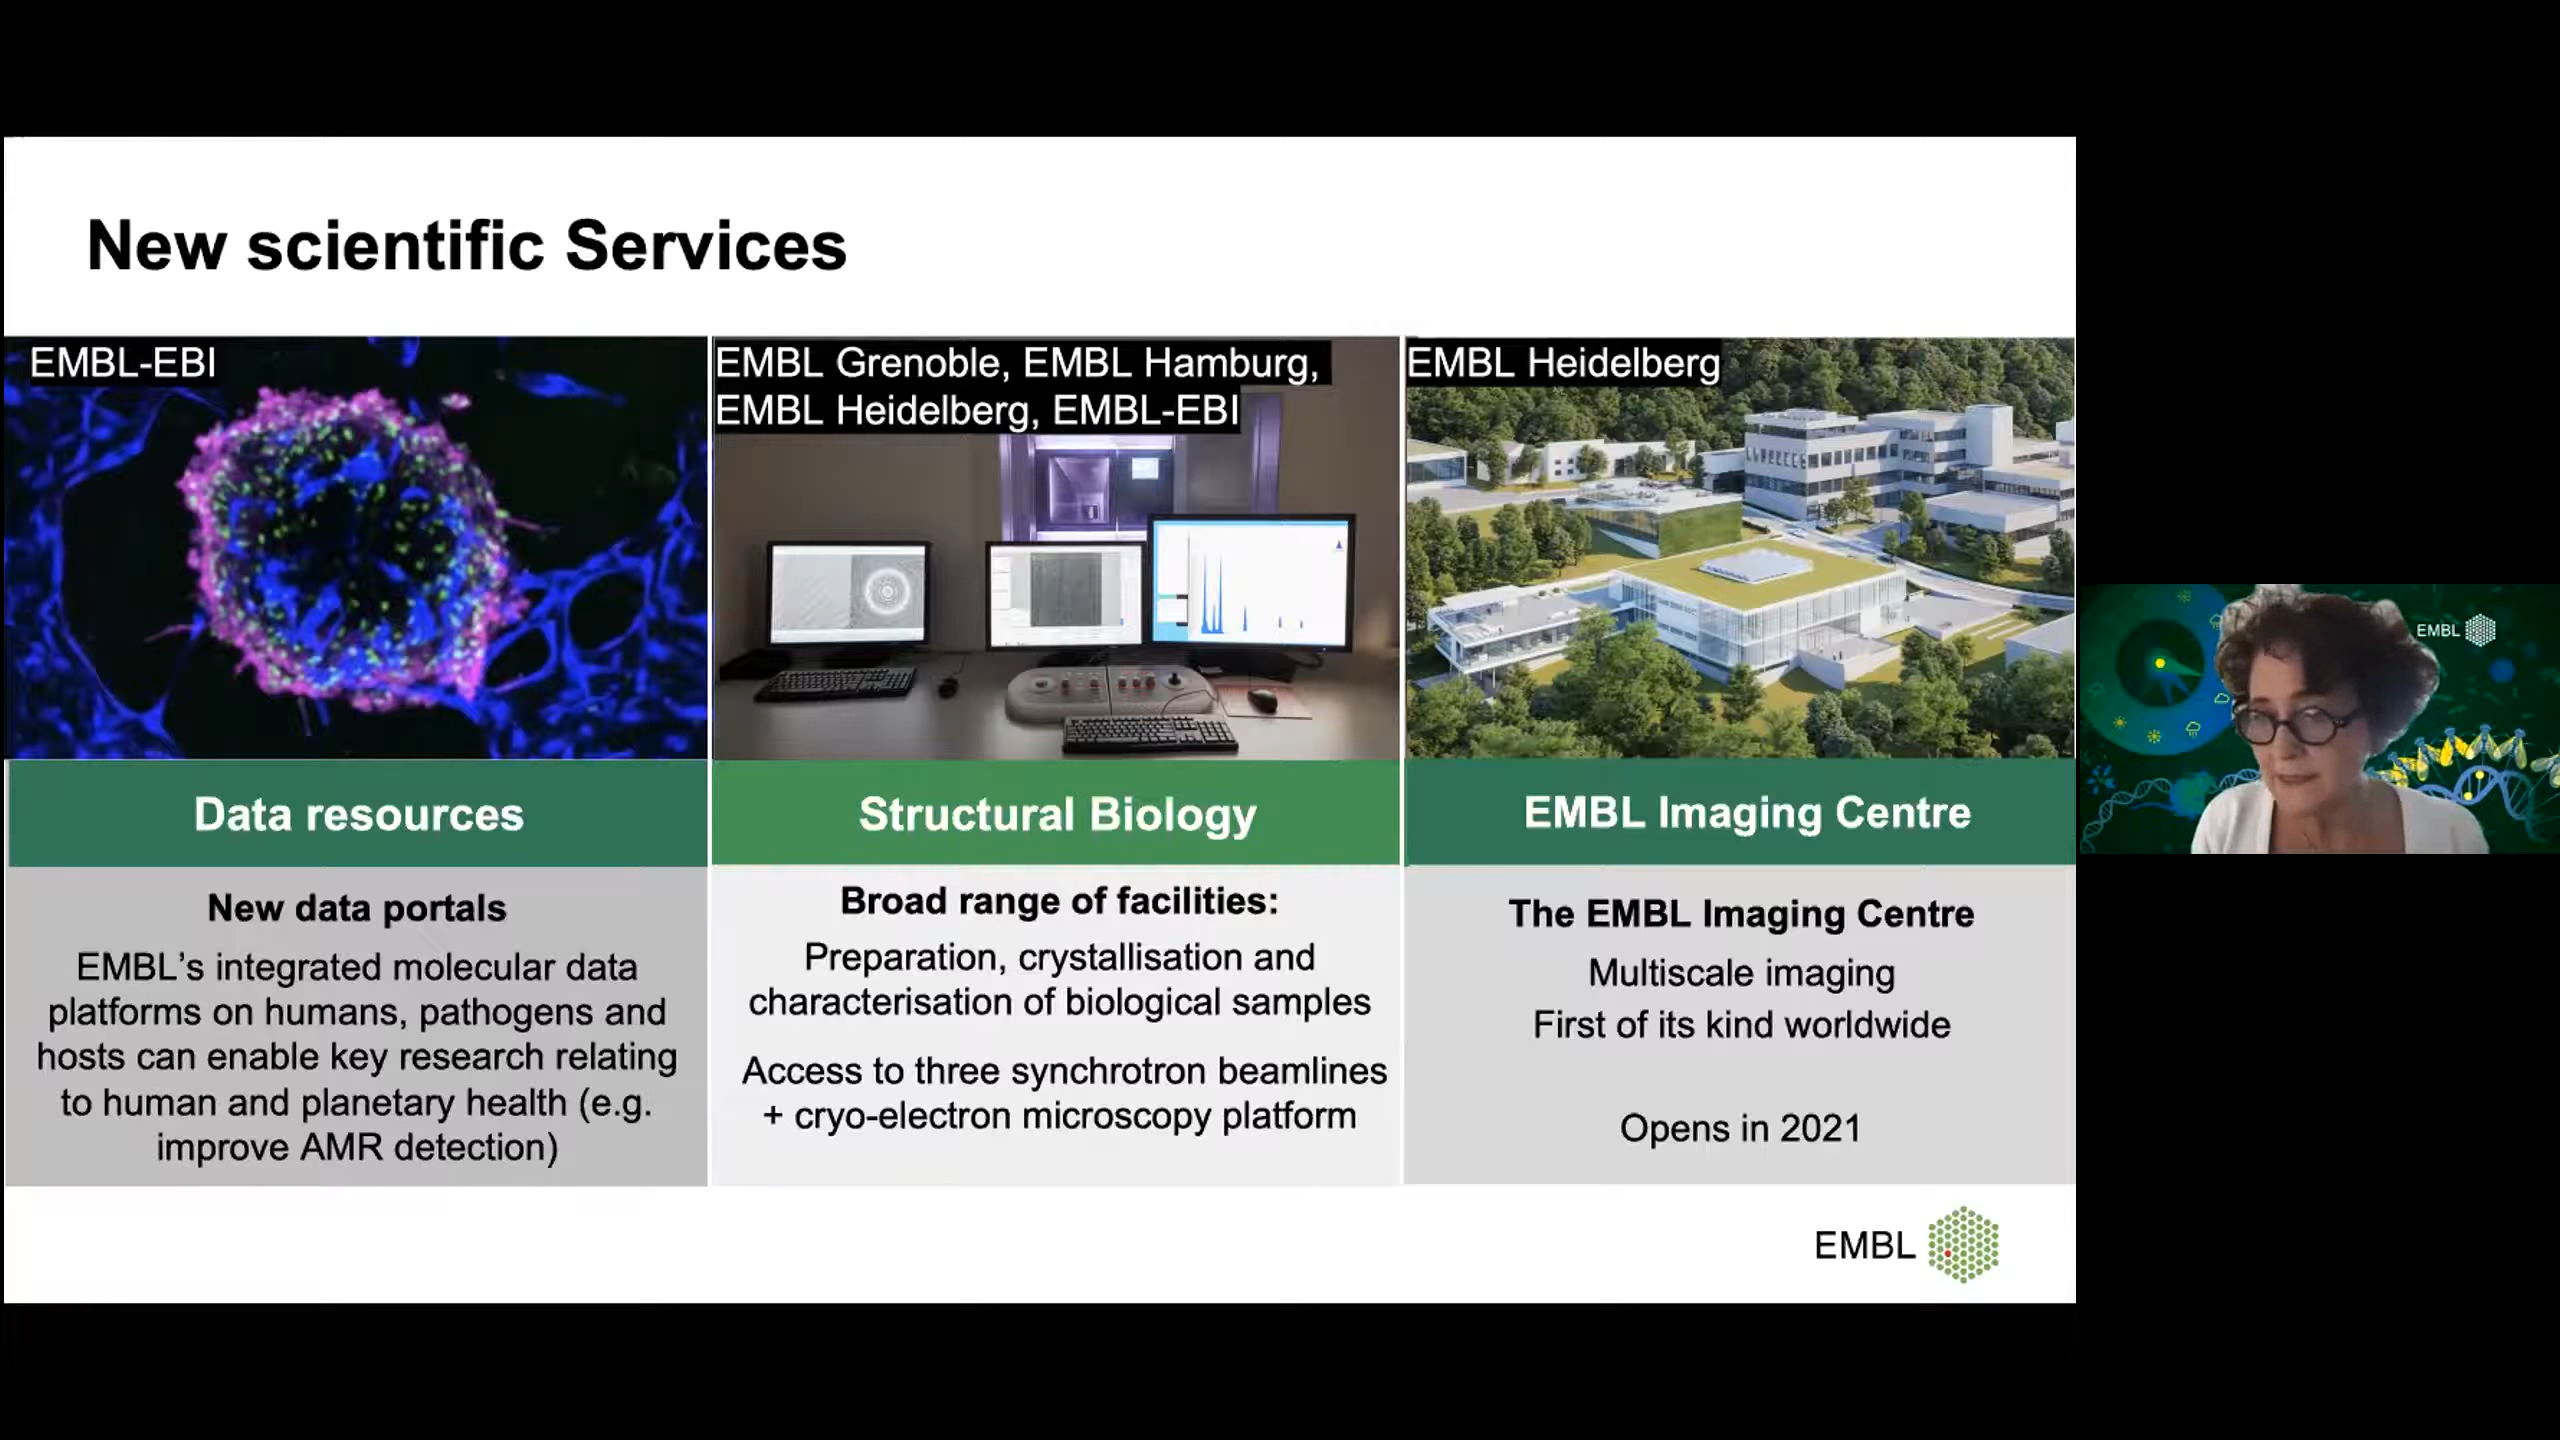 New scientific Services
EMBL-EBI
EMBL Grenoble, EMBL Hamburg,
EMBL Heidelberg, EMBL-EBI
EMBL Heidelberg
Data resources
Structural Biology
EMBL Imaging Centre
New data portals
EMBL’s integrated molecular data
platforms on humans, pathogens and
hosts can enable key research relating
to human and planetary health (e.g.
improve AMR detection)
Broad range of facilities:
Preparation, crystallisation and
characterisation of biological samples
Access to three synchrotron beamlines
+ cryo-electron microscopy platform
The EMBL Imaging Centre
Multiscale imaging
First of its kind worldwide
Opens in 2021
EMBL
EMBL